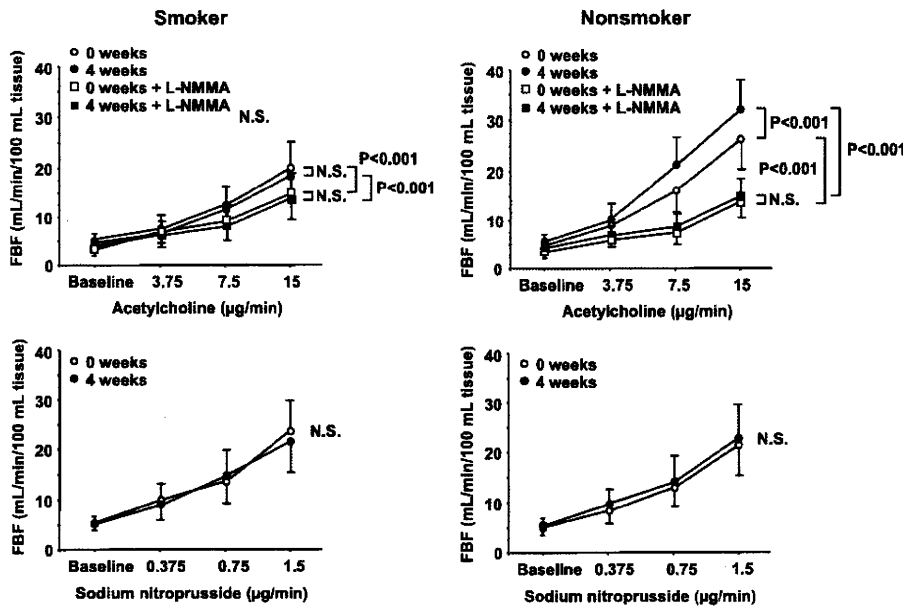 Smoker
0 weeks
4 weeks
0 weeks + L-NMMA
4 weeks + L-NMMA
N.S.
P<0.001
N.S.
P<0.001
N.S.
FBF (mL/min/100 mL tissue)
40
30
20
10
0
Baseline 3.75 7.5 15
Acetylcholine (µg/min)
Nonsmoker
0 weeks
4 weeks
0 weeks + L-NMMA
4 weeks + L-NMMA
P<0.001
P<0.001
P<0.001
N.S.
FBF (mL/min/100 mL tissue)
40
30
20
10
0
Baseline 3.75 7.5 15
Acetylcholine (µg/min)
0 weeks
4 weeks
N.S.
FBF (mL/min/100 mL tissue)
40
30
20
10
0
Baseline 0.375 0.75 1.5
Sodium nitroprusside (µg/min)
0 weeks
4 weeks
N.S.
FBF (mL/min/100 mL tissue)
40
30
20
10
0
Baseline 0.375 0.75 1.5
Sodium nitroprusside (µg/min)